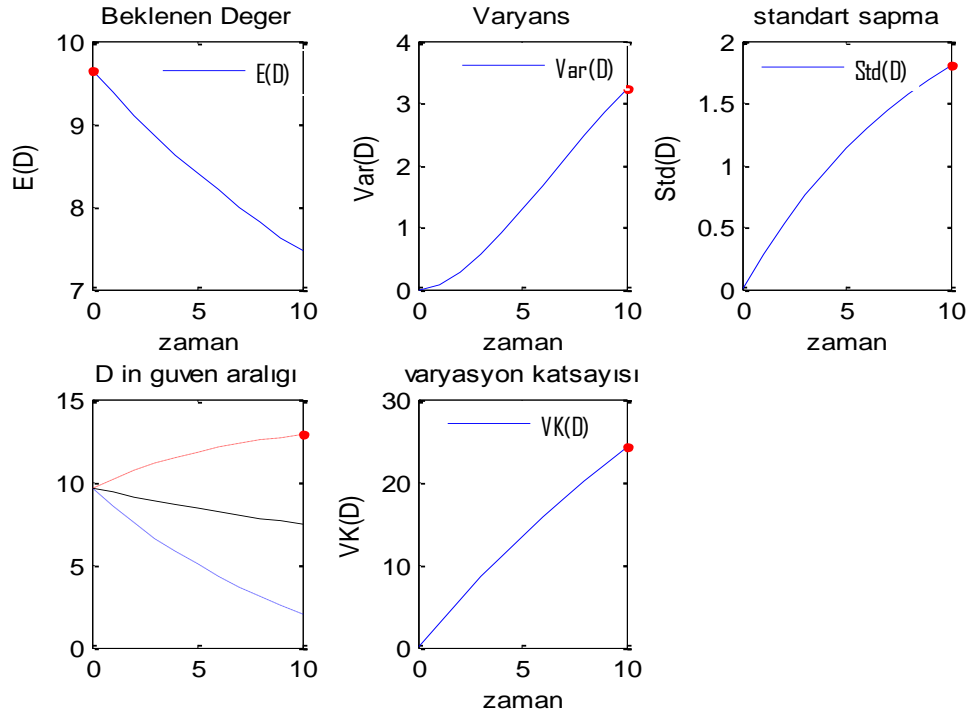 Beklenen Deger
E(D)
10
9
8
7
0
5
10
E(D)
zaman
Varyans
Var(D)
4
3
2
1
0
0
5
10
Var(D)
zaman
standart sapma
Std(D)
2
1.5
1
0.5
0
0
5
10
Std(D)
zaman
D in guven aralıgı
15
10
5
0
0
5
10
varyasyon katsayısı
VK(D)
30
20
10
0
0
5
10
VK(D)
zaman